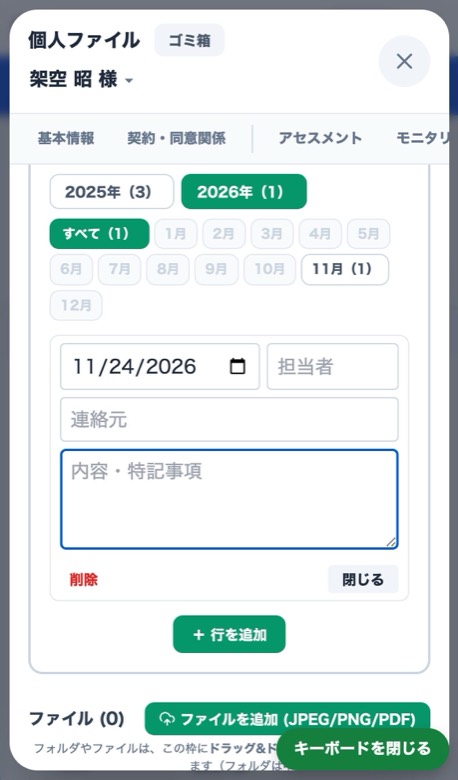 個人ファイル ゴミ箱
架空 昭 様
基本情報 契約・同意関係 アセスメント モニタリ
2025年（3） 2026年（1）
すべて（1） 1月 2月 3月 4月 5月
6月 7月 8月 9月 10月 11月（1）
12月
11/24/2026 担当者
連絡元
内容・特記事項
削除 閉じる
+ 行を追加
ファイル (0) ファイルを追加 (JPEG/PNG/PDF)
フォルダやファイルは、この枠にドラッグ&ド
キーボードを閉じる
ます（フォルダは